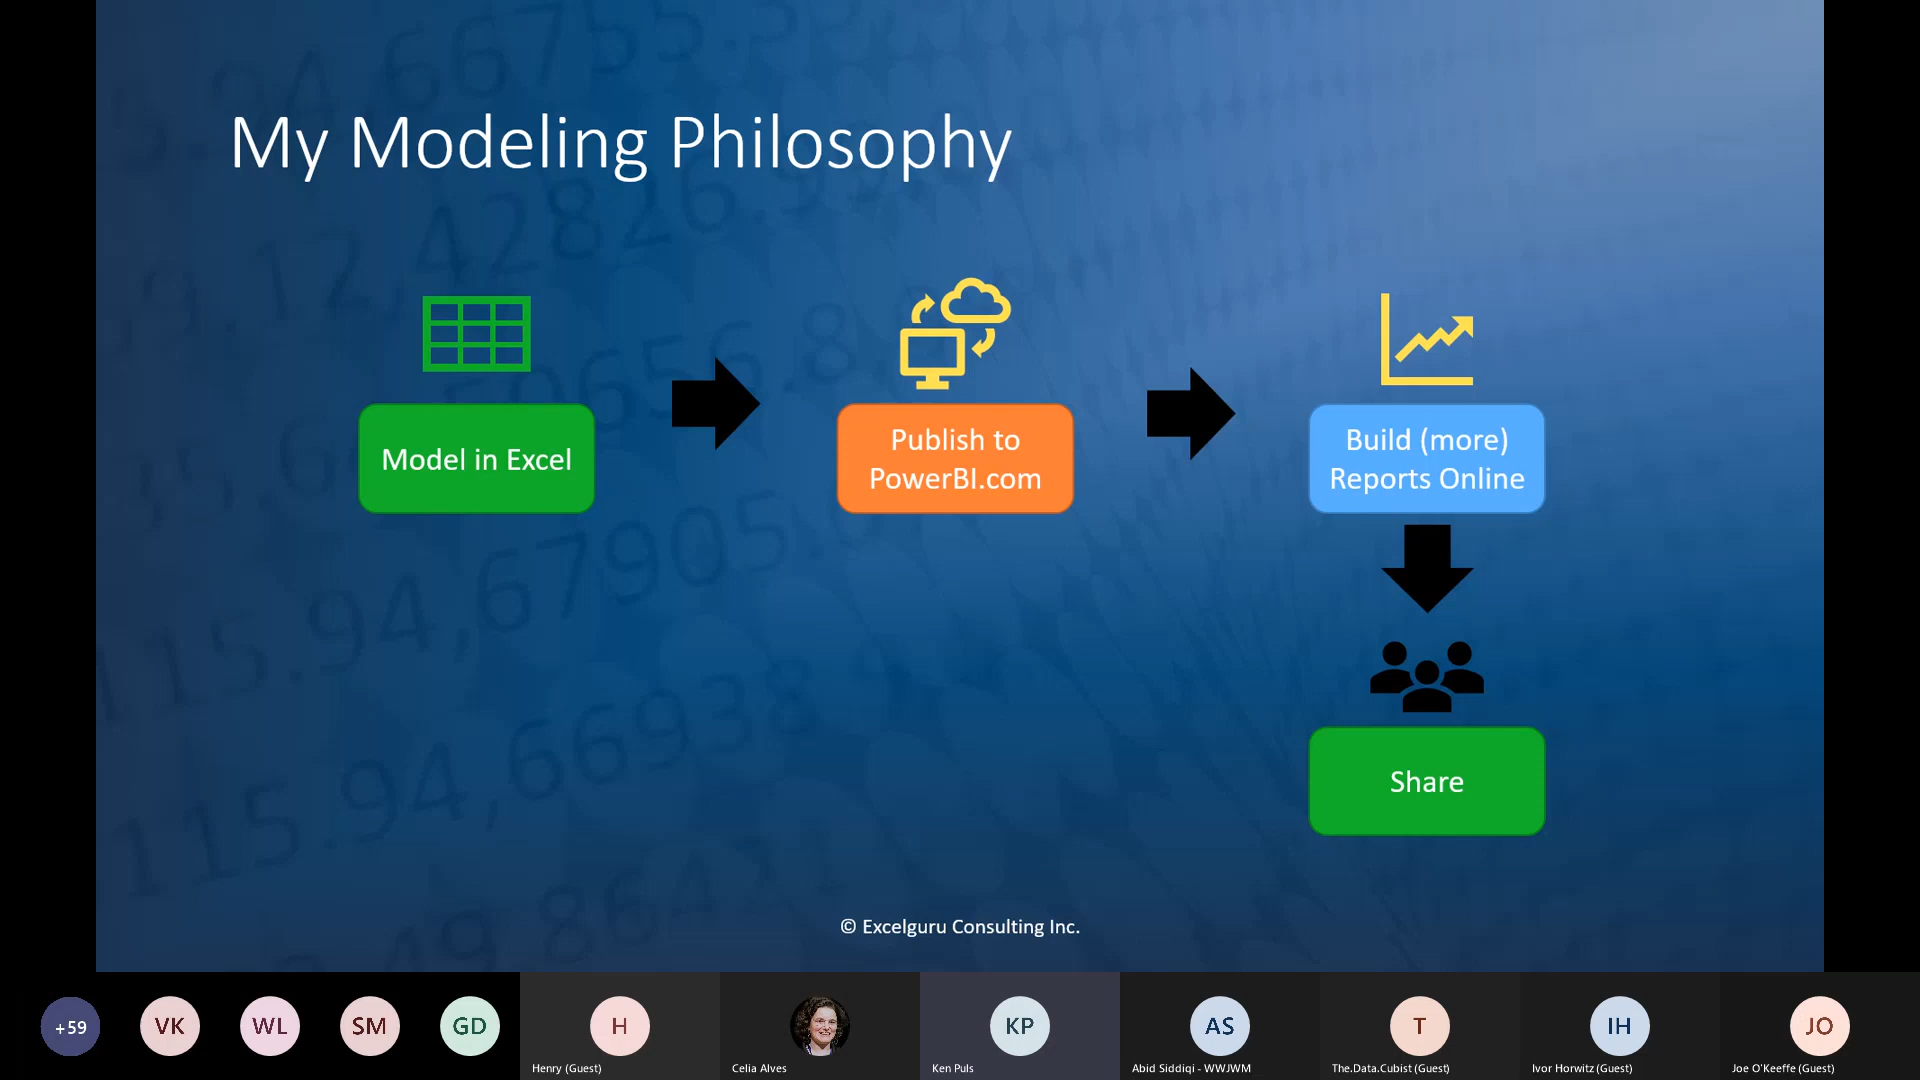 My Modeling Philosophy
Model in Excel
Publish to
PowerBI.com
Build (more)
Reports Online
Share
© Excelguru Consulting Inc.
+59
VK
WL
SM
GD
H
Henry (Guest)
Celia Alves
KP
Ken Puls
AS
Abid Siddiqi - WWJWM
T
The.Data.Cubist (Guest)
IH
Ivor Horwitz (Guest)
JO
Joe O'Keeffe (Guest)